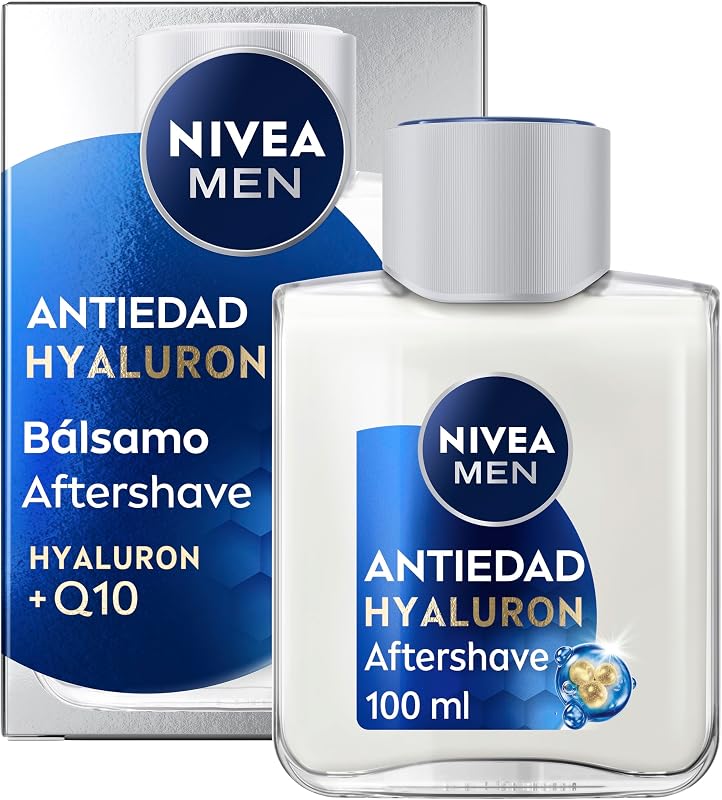 NIVEA
MEN
ANTIEDAD
HYALURON
Bálsamo
Aftershave
HYALURON
+ Q10
NIVEA
MEN
ANTIEDAD
HYALURON
Aftershave
100 ml